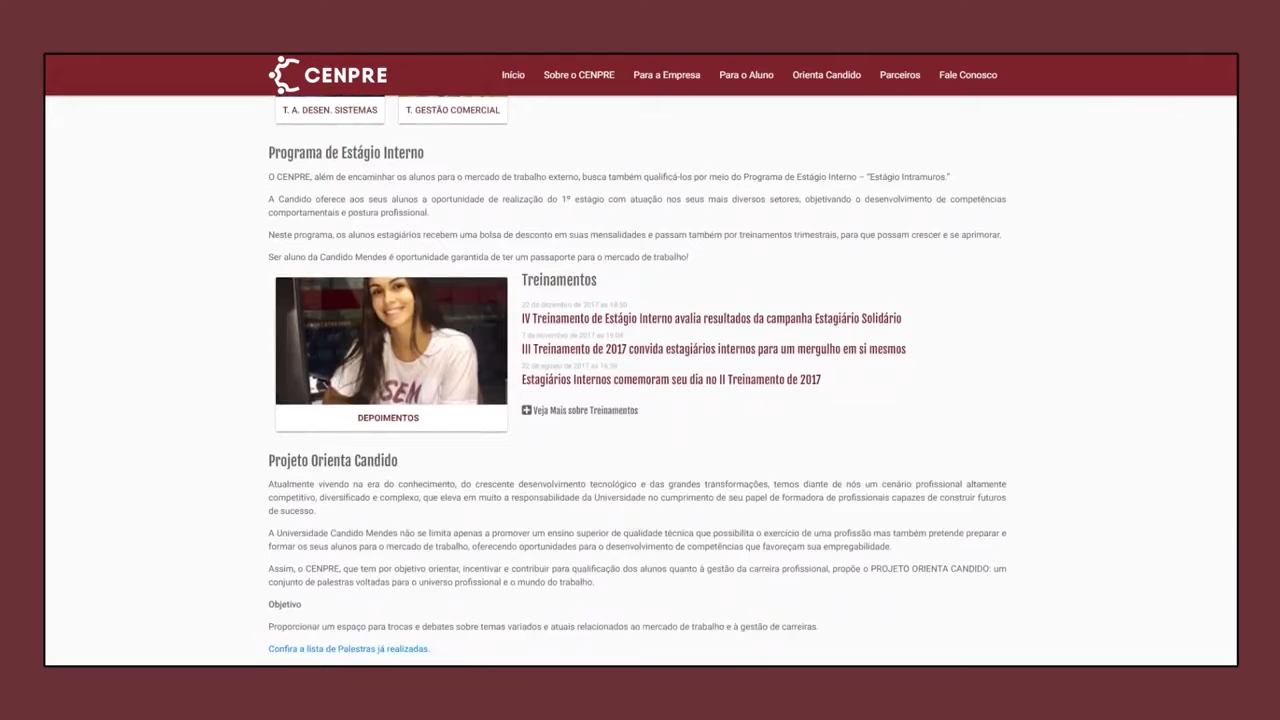 CENPRE
Início Sobre o CENPRE Para a Empresa Para o Aluno Orienta Candido Parceiros Fale Conosco
T. A. DESEN. SISTEMAS T. GESTÃO COMERCIAL
Programa de Estágio Interno
O CENPRE, além de encaminhar os alunos para o mercado de trabalho externo, busca também qualificá-los por meio do Programa de Estágio Interno – "Estágio Intramuros."
A Candido oferece aos seus alunos a oportunidade de realização do 1º estágio com atuação nos seus mais diversos setores, objetivando o desenvolvimento de competências
comportamentais e postura profissional.
Neste programa, os alunos estagiários recebem uma bolsa de desconto em suas mensalidades e passam também por treinamentos trimestrais, para que possam crescer e se aprimorar.
Ser aluno da Candido Mendes é oportunidade garantida de ter um passaporte para o mercado de trabalho!
Treinamentos
22 de dezembro de 2017 as 18:50
IV Treinamento de Estágio Interno avalia resultados da campanha Estagiário Solidário
7 de novembro de 2017 as 19:04
III Treinamento de 2017 convida estagiários internos para um mergulho em si mesmos
22 de agosto de 2017 as 16:39
Estagiários Internos comemoram seu dia no II Treinamento de 2017
Veja Mais sobre Treinamentos
DEPOIMENTOS
Projeto Orienta Candido
Atualmente vivendo na era do conhecimento, do crescente desenvolvimento tecnológico e das grandes transformações, temos diante de nós um cenário profissional altamente
competitivo, diversificado e complexo, que eleva em muito a responsabilidade da Universidade no cumprimento de seu papel de formadora de profissionais capazes de construir futuros
de sucesso.
A Universidade Candido Mendes não se limita apenas a promover um ensino superior de qualidade técnica que possibilita o exercício de uma profissão mas também pretende preparar e
formar os seus alunos para o mercado de trabalho, oferecendo oportunidades para o desenvolvimento de competências que favoreçam sua empregabilidade.
Assim, o CENPRE, que tem por objetivo orientar, incentivar e contribuir para qualificação dos alunos quanto à gestão da carreira profissional, propõe o PROJETO ORIENTA CANDIDO: um
conjunto de palestras voltadas para o universo profissional e o mundo do trabalho.
Objetivo
Proporcionar um espaço para trocas e debates sobre temas variados e atuais relacionados ao mercado de trabalho e à gestão de carreiras.
Confira a lista de Palestras já realizadas.